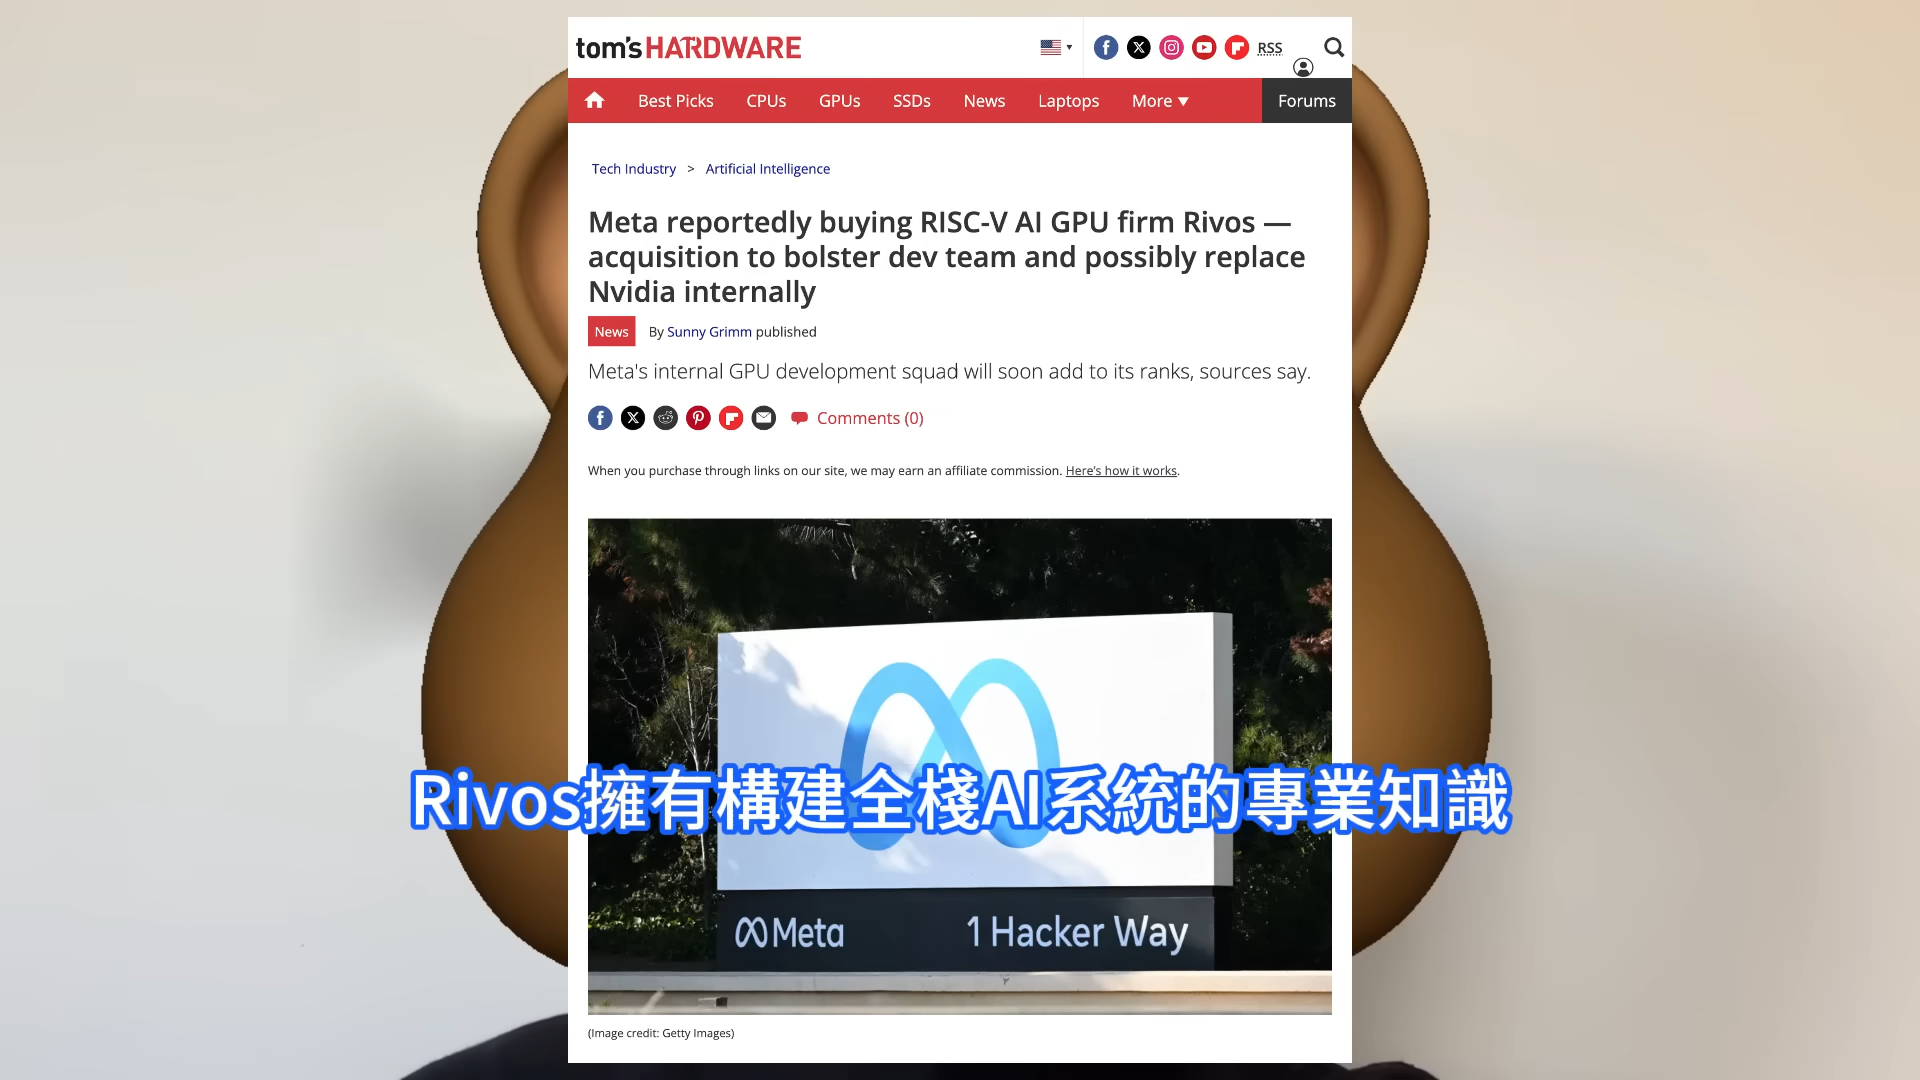 tom's HARDWARE
RSS
Best Picks CPUs GPUs SSDs News Laptops More ▼ Forums
Tech Industry > Artificial Intelligence
Meta reportedly buying RISC-V AI GPU firm Rivos —
acquisition to bolster dev team and possibly replace
Nvidia internally
News By Sunny Grimm published
Meta's internal GPU development squad will soon add to its ranks, sources say.
Comments (0)
When you purchase through links on our site, we may earn an affiliate commission. Here's how it works.
Rivos擁有構建全棧AI系統的專業知識
Meta 1 Hacker Way
(Image credit: Getty Images)